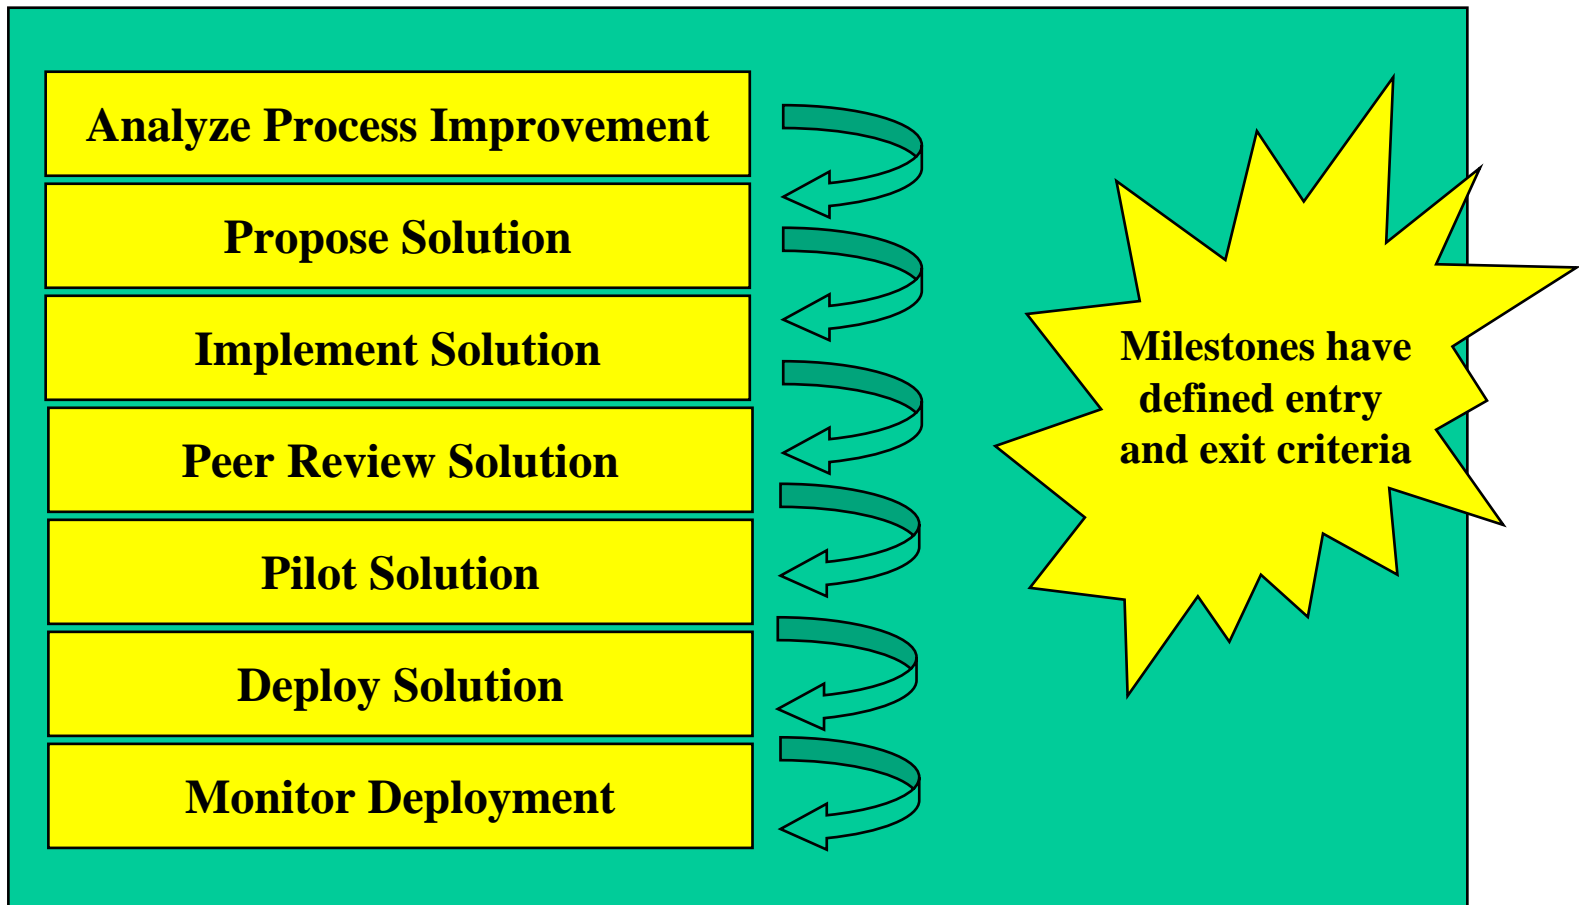 Analyze Process Improvement
Propose Solution
Implement Solution
Peer Review Solution
Pilot Solution
Deploy Solution
Monitor Deployment
Milestones have
defined entry
and exit criteria